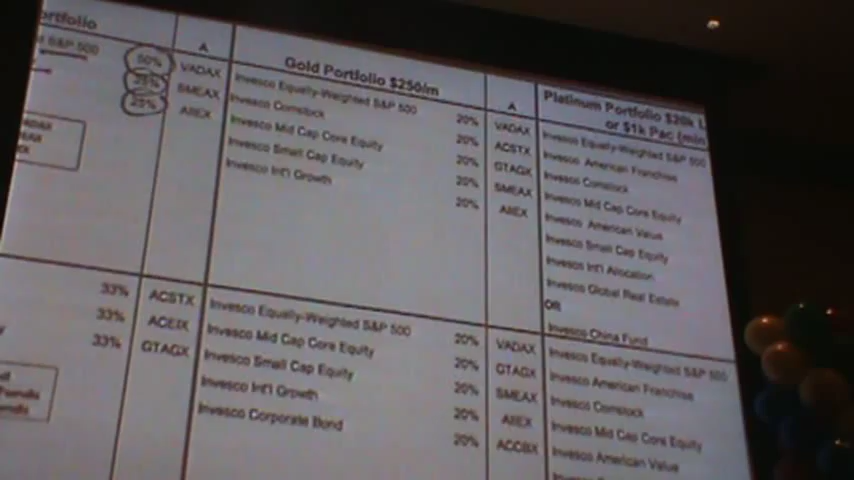 ortfolio
A
Gold Portfolio $250/m
A
Platinum Portfolio $20k L
or $1k Pac (min
S&P 500
50%
VADAX
Invesco Equally-Weighted S&P 500
20%
VADAX
Invesco Equally-Weighted S&P 500
25%
SMEAX
Invesco Comstock
20%
ACSTX
Invesco American Franchise
25%
AIIEX
Invesco Mid Cap Core Equity
20%
GTAGX
Invesco Comstock
Invesco Small Cap Equity
20%
SMEAX
Invesco Mid Cap Core Equity
Invesco Int'l Growth
20%
AIIEX
Invesco American Value
Invesco Small Cap Equity
Invesco Int'l Allocation
Invesco Global Real Estate
OR
Invesco China Fund
33%
ACSTX
Invesco Equally-Weighted S&P 500
20%
VADAX
Invesco Equally-Weighted S&P 500
33%
ACEIX
Invesco Mid Cap Core Equity
20%
GTAGX
Invesco American Franchise
33%
GTAGX
Invesco Small Cap Equity
20%
SMEAX
Invesco Comstock
Invesco Int'l Growth
20%
AIIEX
Invesco Mid Cap Core Equity
Invesco Corporate Bond
20%
ACCBX
Invesco American Value